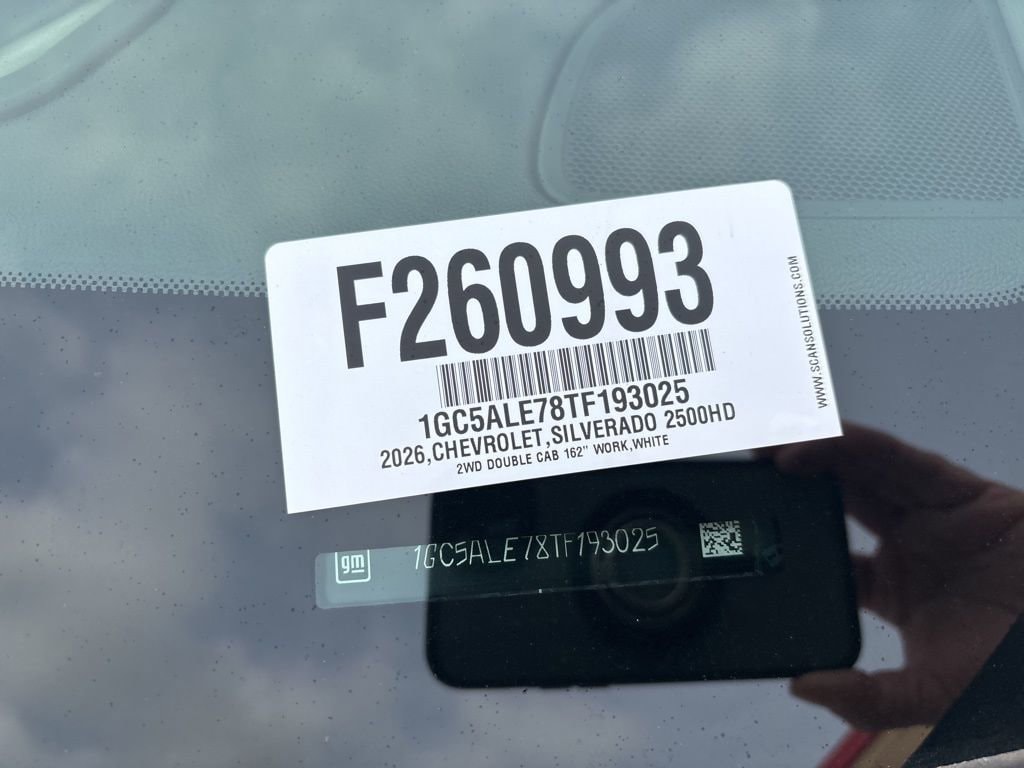 F260993
1GC5ALE78TF193025
2026,CHEVROLET,SILVERADO 2500HD
2WD DOUBLE CAB 162" WORK,WHITE
WWW.SCANSOLUTIONS.COM
gm 1GC5ALE78TF193025